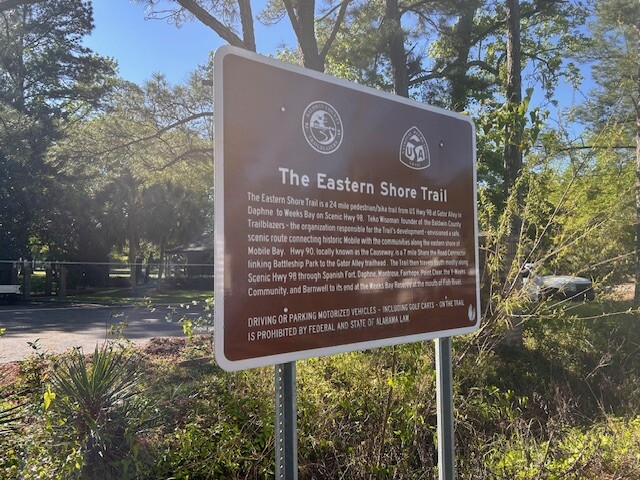 USA
The Eastern Shore Trail
The Eastern Shore Trail is a 24 mile pedestrian/bike trail from US Hwy 98 at Gator Alley in
Daphne to Weeks Bay on Scenic Hwy 98. Teko Wiseman founder of the Baldwin County
Trailblazers - the organization responsible for the Trail's development - envisioned a safe,
scenic route connecting historic Mobile with the communities along the eastern shore of
Mobile Bay. Hwy 90, locally known as the Causeway, is a 7 mile Share the Road Connector
linking Battleship Park to the Gator Alley trailhead. The trail then travels south mostly along
Scenic Hwy 98 through Spanish Fort, Daphne, Montrose, Fairhope, Point Clear, the Y-Weeks
Community, and Barnwell to its end at the Weeks Bay Reserve at the mouth of Fish River.
DRIVING OR PARKING MOTORIZED VEHICLES - INCLUDING GOLF CARTS - ON THE TRAIL
IS PROHIBITED BY FEDERAL AND STATE OF ALABAMA LAW.